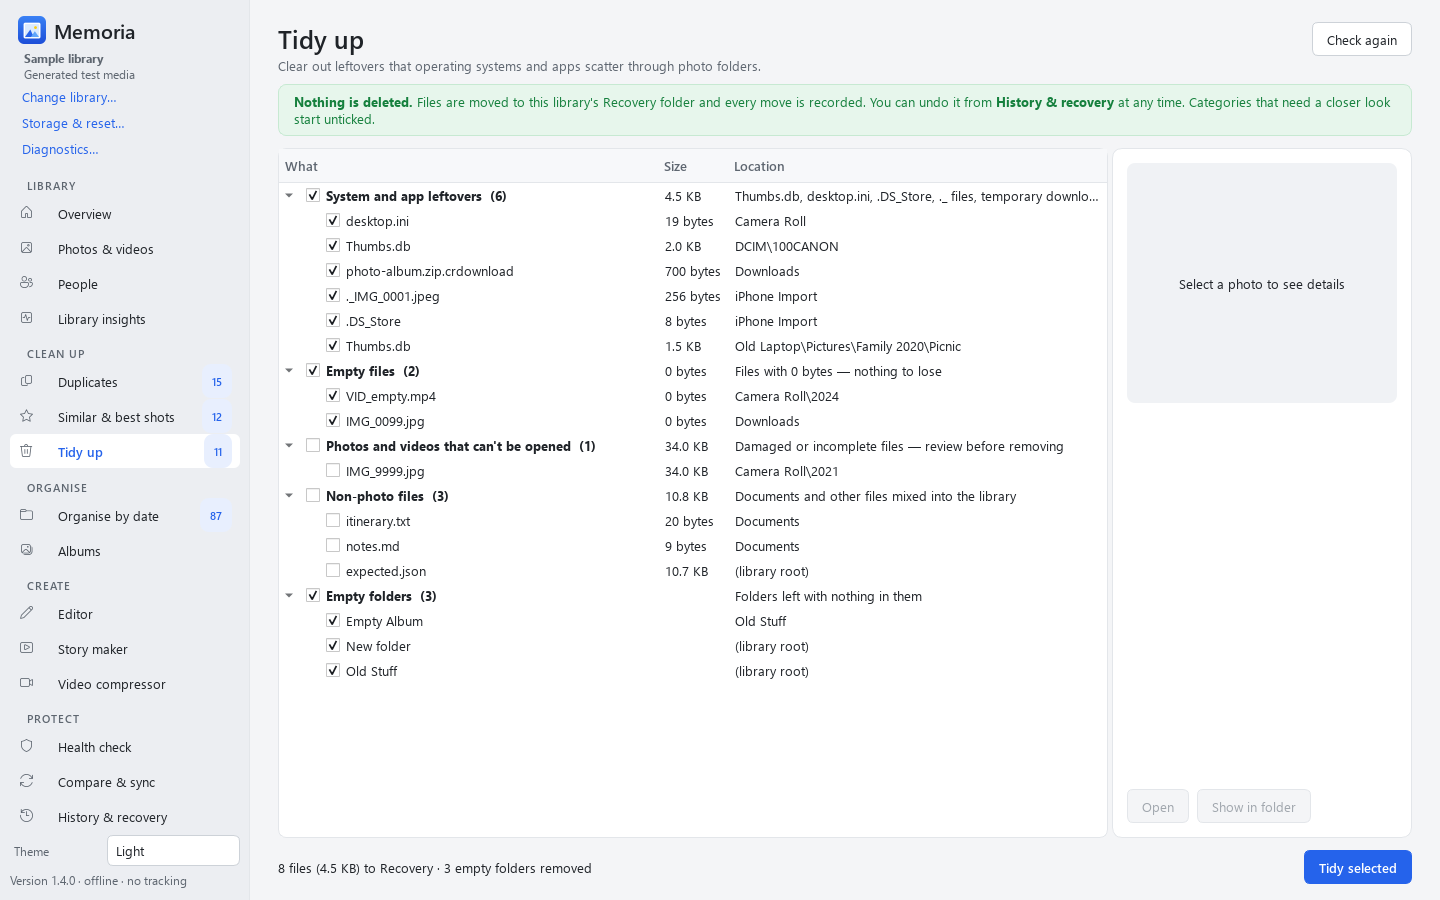 Memoria
Sample library
Generated test media
Change library...
Storage & reset...
Diagnostics...
LIBRARY
Overview
Photos & videos
People
Library insights
CLEAN UP
Duplicates 15
Similar & best shots 12
Tidy up 11
ORGANISE
Organise by date 87
Albums
CREATE
Editor
Story maker
Video compressor
PROTECT
Health check
Compare & sync
History & recovery
Theme Light
Version 1.4.0 · offline · no tracking
Tidy up
Check again
Clear out leftovers that operating systems and apps scatter through photo folders.
Nothing is deleted. Files are moved to this library's Recovery folder and every move is recorded. You can undo it from History & recovery at any time. Categories that need a closer look
start unticked.
What Size Location
System and app leftovers (6) 4.5 KB Thumbs.db, desktop.ini, .DS_Store, ._ files, temporary downlo...
desktop.ini 19 bytes Camera Roll
Thumbs.db 2.0 KB DCIM\100CANON
photo-album.zip.crdownload 700 bytes Downloads
._IMG_0001.jpeg 256 bytes iPhone Import
.DS_Store 8 bytes iPhone Import
Thumbs.db 1.5 KB Old Laptop\Pictures\Family 2020\Picnic
Empty files (2) 0 bytes Files with 0 bytes — nothing to lose
VID_empty.mp4 0 bytes Camera Roll\2024
IMG_0099.jpg 0 bytes Downloads
Photos and videos that can't be opened (1) 34.0 KB Damaged or incomplete files — review before removing
IMG_9999.jpg 34.0 KB Camera Roll\2021
Non-photo files (3) 10.8 KB Documents and other files mixed into the library
itinerary.txt 20 bytes Documents
notes.md 9 bytes Documents
expected.json 10.7 KB (library root)
Empty folders (3) Folders left with nothing in them
Empty Album Old Stuff
New folder (library root)
Old Stuff (library root)
Select a photo to see details
Open Show in folder
8 files (4.5 KB) to Recovery · 3 empty folders removed
Tidy selected